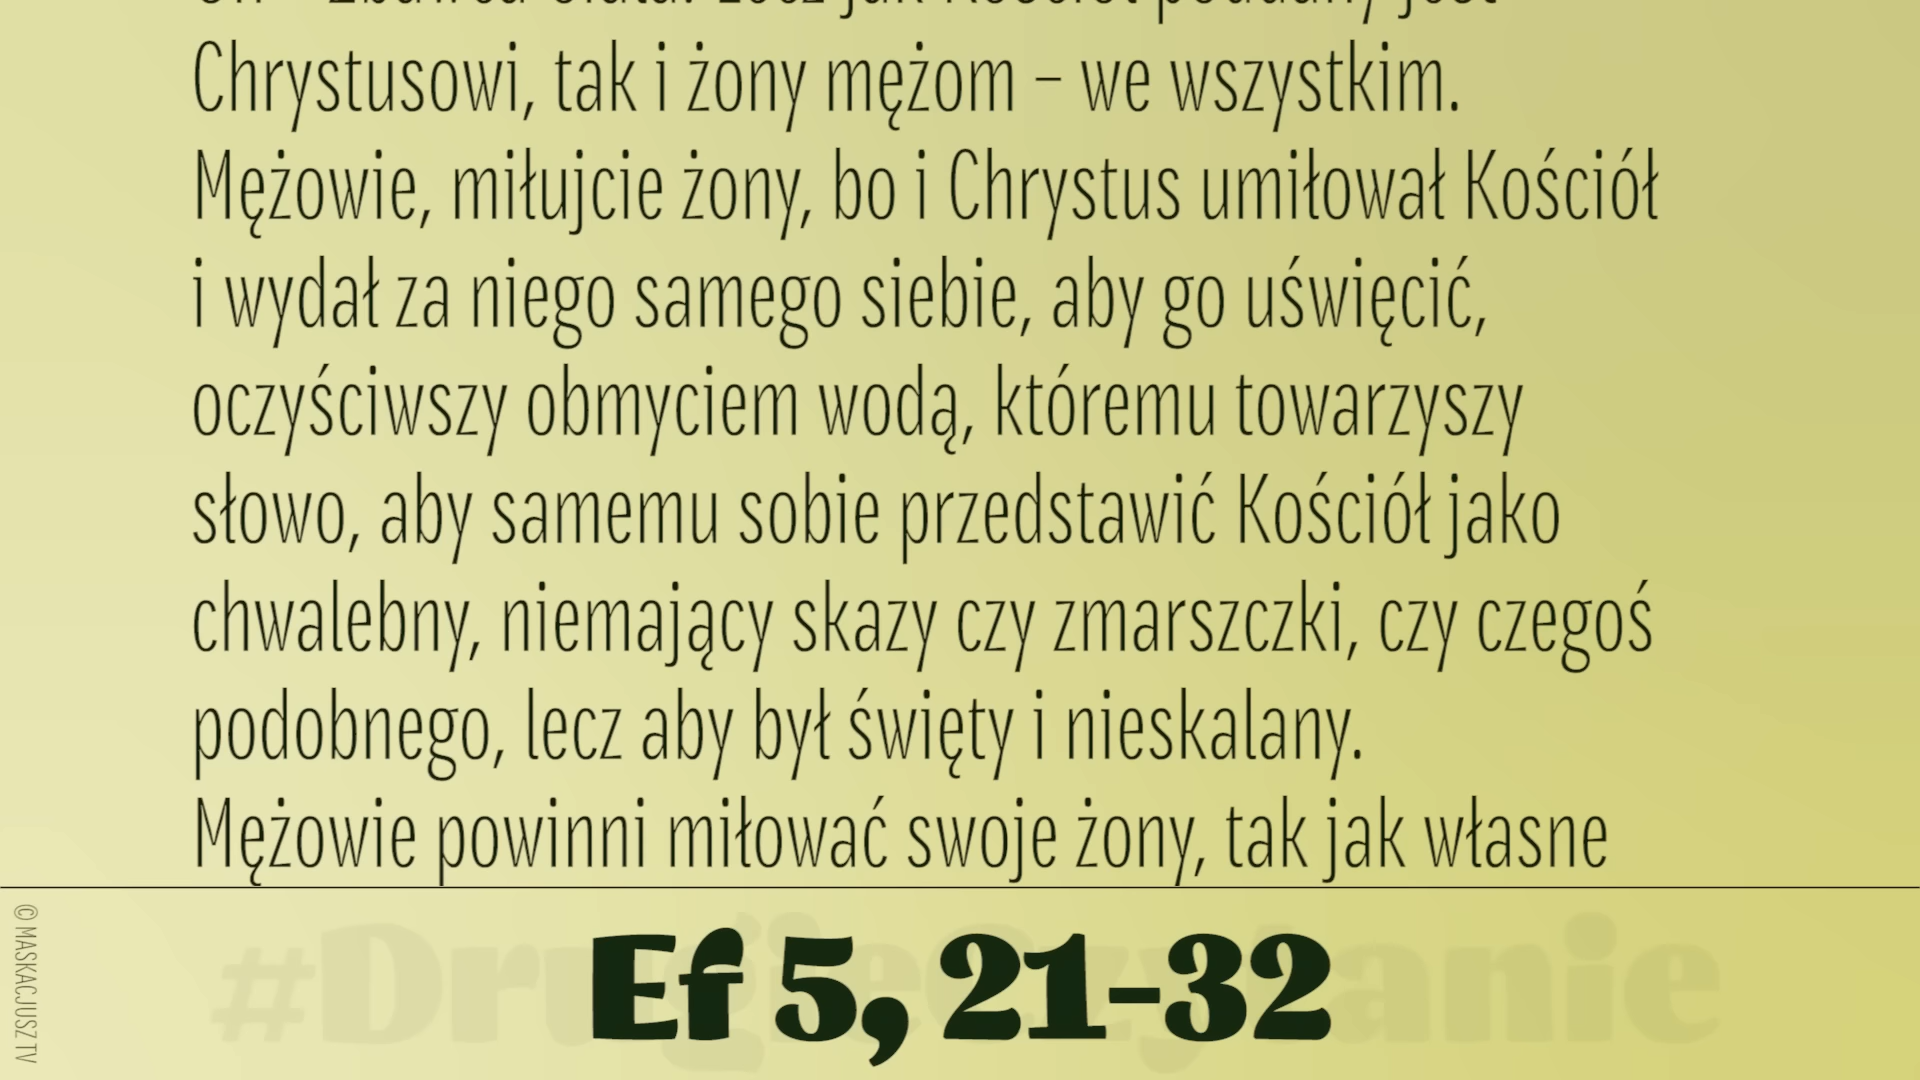 Chrystusowi, tak i żony mężom – we wszystkim.
Mężowie, miłujcie żony, bo i Chrystus umiłował Kościół
i wydał za niego samego siebie, aby go uświęcić,
oczyściwszy obmyciem wodą, któremu towarzyszy
słowo, aby samemu sobie przedstawić Kościół jako
chwalebny, niemający skazy czy zmarszczki, czy czegoś
podobnego, lecz aby był święty i nieskalany.
Mężowie powinni miłować swoje żony, tak jak własne
#DrugieCzytanie
Ef 5, 21-32
© MASKACJUSZ TV